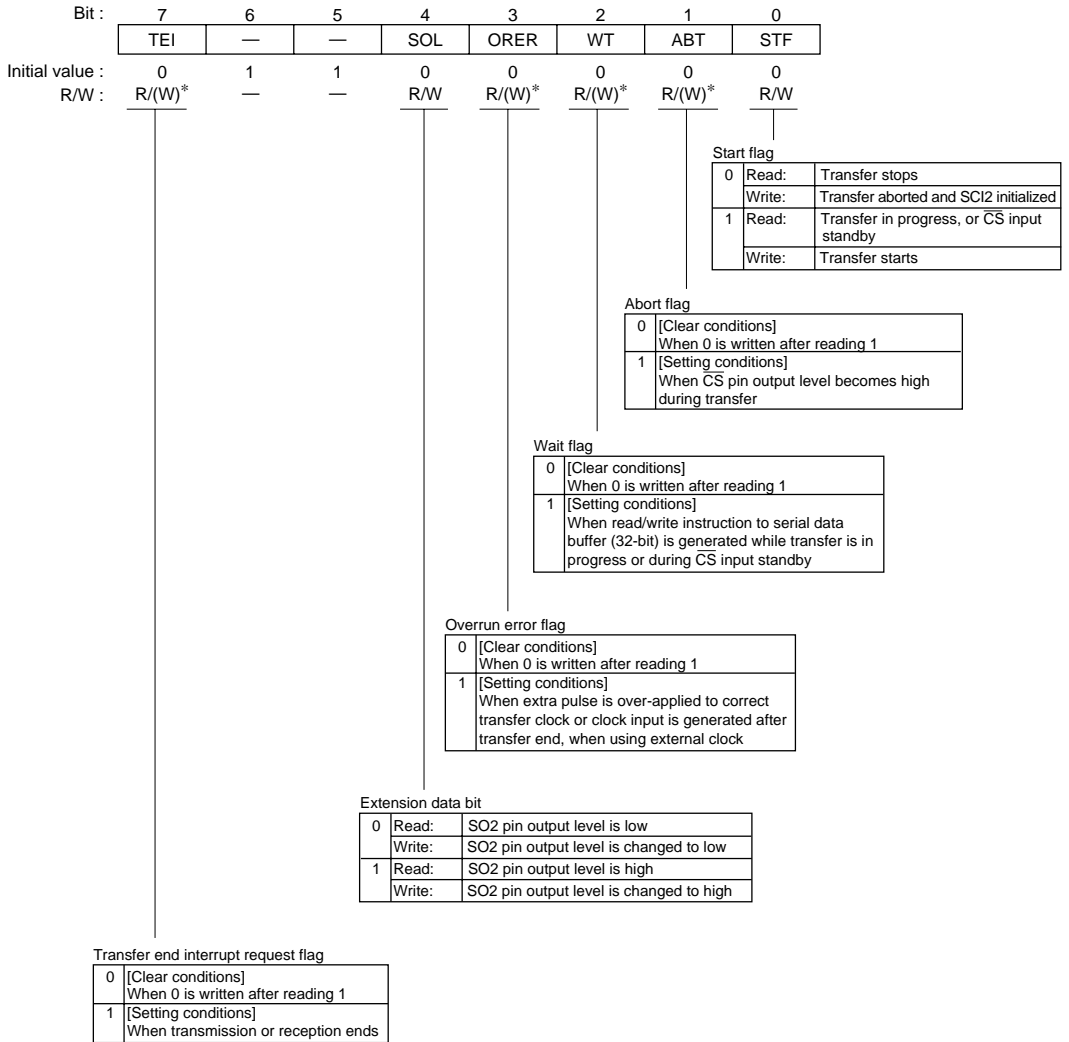 Bit : 7 6 5 4 3 2 1 0
TEI — — SOL ORER WT ABT STF
Initial value : 0 1 1 0 0 0 0 0
R/W : R/(W)* — — R/W R/(W)* R/(W)* R/(W)* R/W
Start flag
0 Read: Transfer stops
Write: Transfer aborted and SCI2 initialized
1 Read: Transfer in progress, or C̅S̅ input
standby
Write: Transfer starts
Abort flag
0 [Clear conditions]
When 0 is written after reading 1
1 [Setting conditions]
When C̅S̅ pin output level becomes high
during transfer
Wait flag
0 [Clear conditions]
When 0 is written after reading 1
1 [Setting conditions]
When read/write instruction to serial data
buffer (32-bit) is generated while transfer is in
progress or during C̅S̅ input standby
Overrun error flag
0 [Clear conditions]
When 0 is written after reading 1
1 [Setting conditions]
When extra pulse is over-applied to correct
transfer clock or clock input is generated after
transfer end, when using external clock
Extension data bit
0 Read: SO2 pin output level is low
Write: SO2 pin output level is changed to low
1 Read: SO2 pin output level is high
Write: SO2 pin output level is changed to high
Transfer end interrupt request flag
0 [Clear conditions]
When 0 is written after reading 1
1 [Setting conditions]
When transmission or reception ends